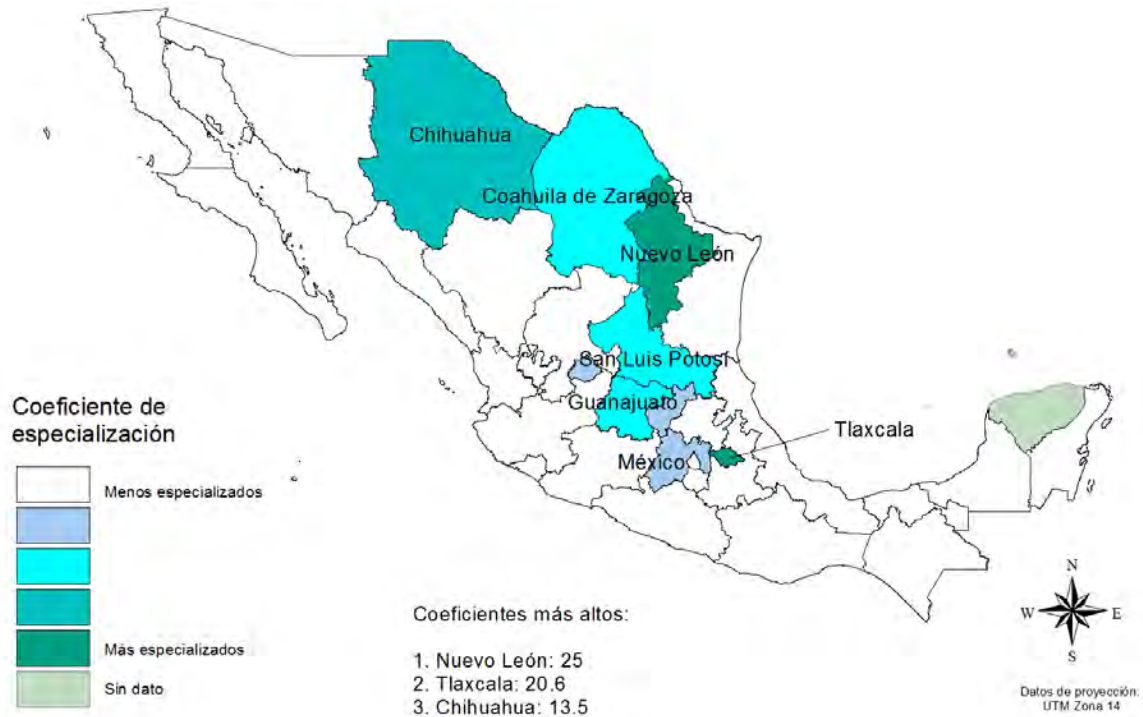 Chihuahua
Coahuila de Zaragoza
Nuevo León
San Luis Potosí
Guanajuato
Tlaxcala
México
Coeficiente de
especialización
Menos especializados
Más especializados
Sin dato
Coeficientes más altos:
1. Nuevo León: 25
2. Tlaxcala: 20.6
3. Chihuahua: 13.5
N
W
E
S
Datos de proyección:
UTM Zona 14